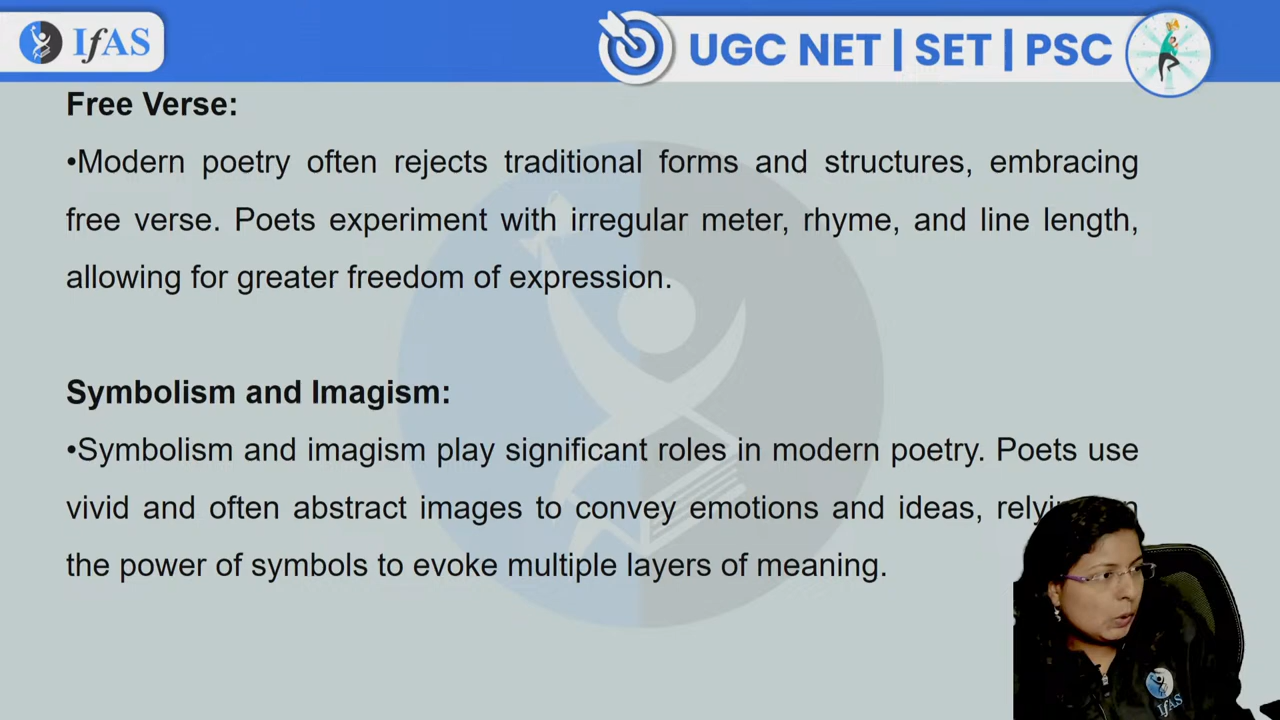 IfAS
UGC NET | SET | PSC
Free Verse:
•Modern poetry often rejects traditional forms and structures, embracing
free verse. Poets experiment with irregular meter, rhyme, and line length,
allowing for greater freedom of expression.
Symbolism and Imagism:
•Symbolism and imagism play significant roles in modern poetry. Poets use
vivid and often abstract images to convey emotions and ideas,
the power of symbols to evoke multiple layers of meaning.
IfAS